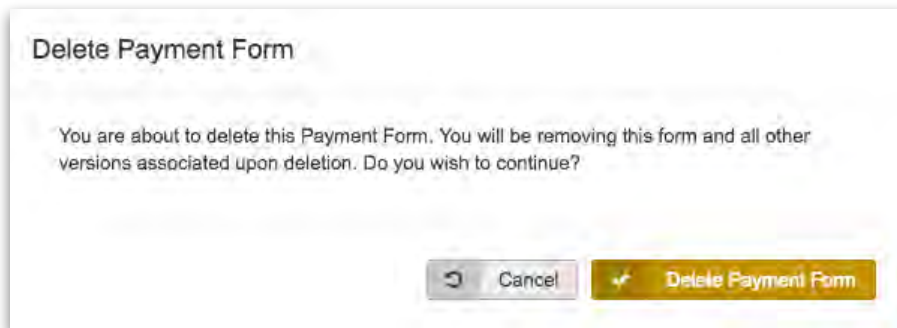 Delete Payment Form
You are about to delete this Payment Form. You will be removing this form and all other
versions associated upon deletion. Do you wish to continue?
Cancel
Delete Payment Form